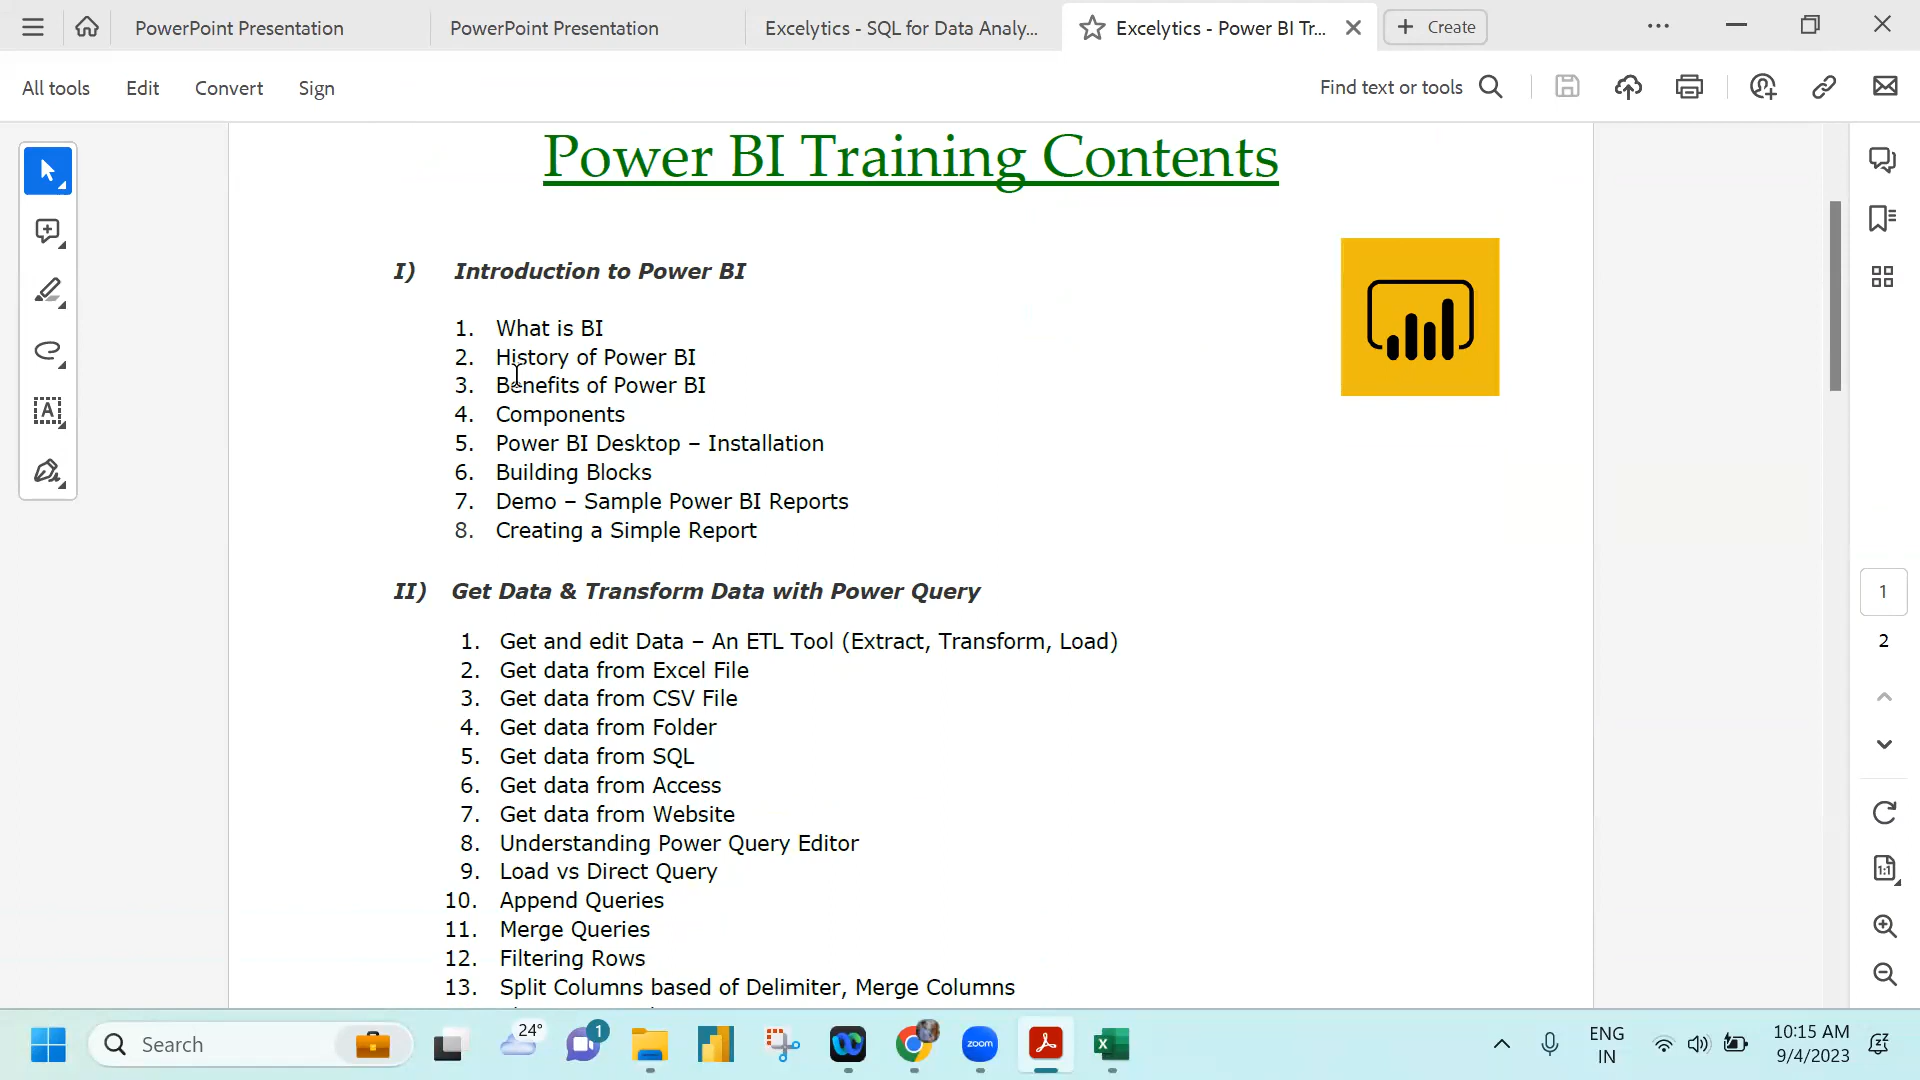 PowerPoint Presentation
PowerPoint Presentation
Excelytics - SQL for Data Analy...
Excelytics - Power BI Tr...
Create
All tools
Edit
Convert
Sign
Find text or tools
Power BI Training Contents
I) Introduction to Power BI
1. What is BI
2. History of Power BI
3. Benefits of Power BI
4. Components
5. Power BI Desktop – Installation
6. Building Blocks
7. Demo – Sample Power BI Reports
8. Creating a Simple Report
II) Get Data & Transform Data with Power Query
1. Get and edit Data – An ETL Tool (Extract, Transform, Load)
2. Get data from Excel File
3. Get data from CSV File
4. Get data from Folder
5. Get data from SQL
6. Get data from Access
7. Get data from Website
8. Understanding Power Query Editor
9. Load vs Direct Query
10. Append Queries
11. Merge Queries
12. Filtering Rows
13. Split Columns based of Delimiter, Merge Columns
1
2
1:1
Search
24°
1
zoom
ENG
IN
10:15 AM
9/4/2023